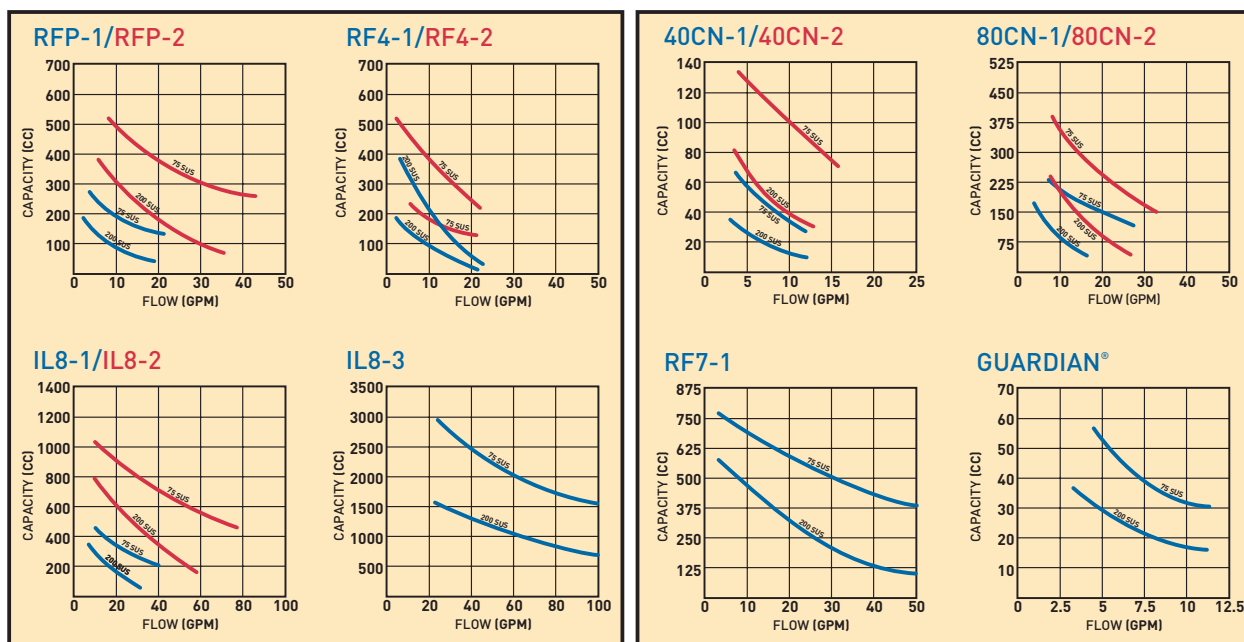 RFP-1/RFP-2
700
600
500
400
300
200
100
CAPACITY (CC)
75 SUS
200 SUS
75 SUS
200 SUS
0 10 20 30 40 50
FLOW (GPM)
RF4-1/RF4-2
700
600
500
400
300
200
100
CAPACITY (CC)
75 SUS
200 SUS
75 SUS
200 SUS
0 10 20 30 40 50
FLOW (GPM)
40CN-1/40CN-2
140
120
100
80
60
40
20
CAPACITY (CC)
75 SUS
200 SUS
75 SUS
200 SUS
0 5 10 15 20 25
FLOW (GPM)
80CN-1/80CN-2
525
450
375
300
225
150
75
CAPACITY (CC)
75 SUS
75 SUS
200 SUS
200 SUS
0 10 20 30 40 50
FLOW (GPM)
IL8-1/IL8-2
1400
1200
1000
800
600
400
200
CAPACITY (CC)
75 SUS
200 SUS
75 SUS
200 SUS
0 20 40 60 80 100
FLOW (GPM)
IL8-3
3500
3000
2500
2000
1500
1000
500
CAPACITY (CC)
75 SUS
200 SUS
0 20 40 60 80 100
FLOW (GPM)
RF7-1
875
750
625
500
375
250
125
CAPACITY (CC)
75 SUS
200 SUS
0 10 20 30 40 50
FLOW (GPM)
GUARDIAN®
70
60
50
40
30
20
10
CAPACITY (CC)
75 SUS
200 SUS
0 2.5 5 7.5 10 12.5
FLOW (GPM)